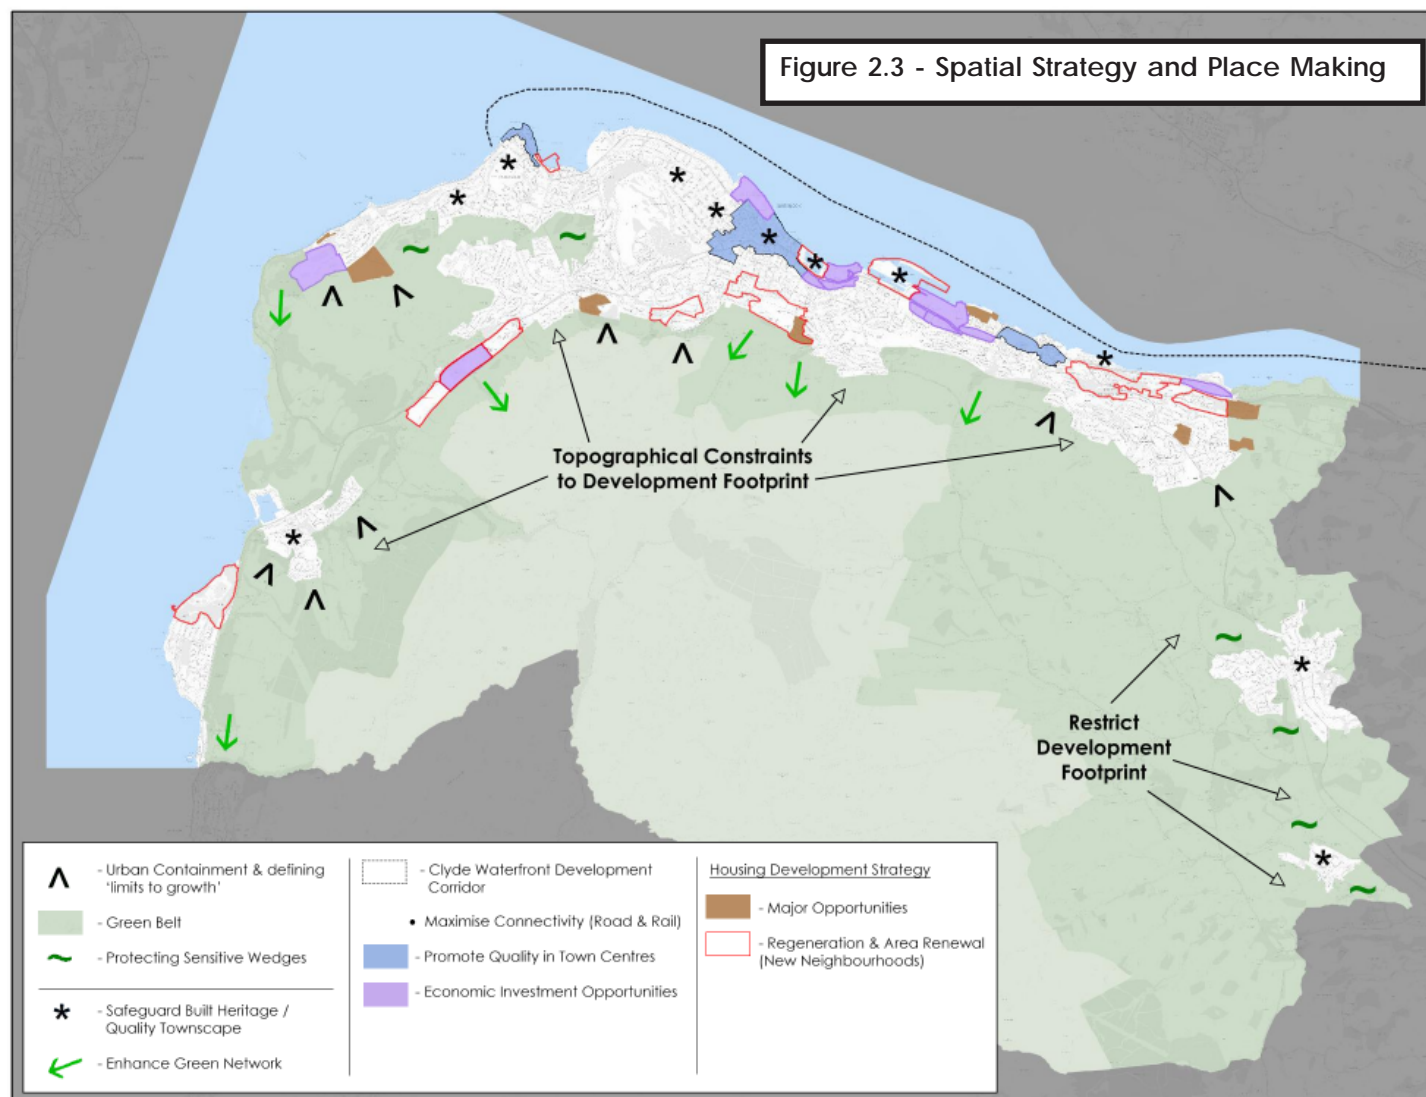 Figure 2.3 - Spatial Strategy and Place Making
Topographical Constraints
to Development Footprint
Restrict
Development
Footprint
- Urban Containment & defining
'limits to growth'
- Green Belt
- Protecting Sensitive Wedges
- Safeguard Built Heritage /
Quality Townscape
- Enhance Green Network
- Clyde Waterfront Development
Corridor
• Maximise Connectivity (Road & Rail)
- Promote Quality in Town Centres
- Economic Investment Opportunities
Housing Development Strategy
- Major Opportunities
- Regeneration & Area Renewal
(New Neighbourhoods)